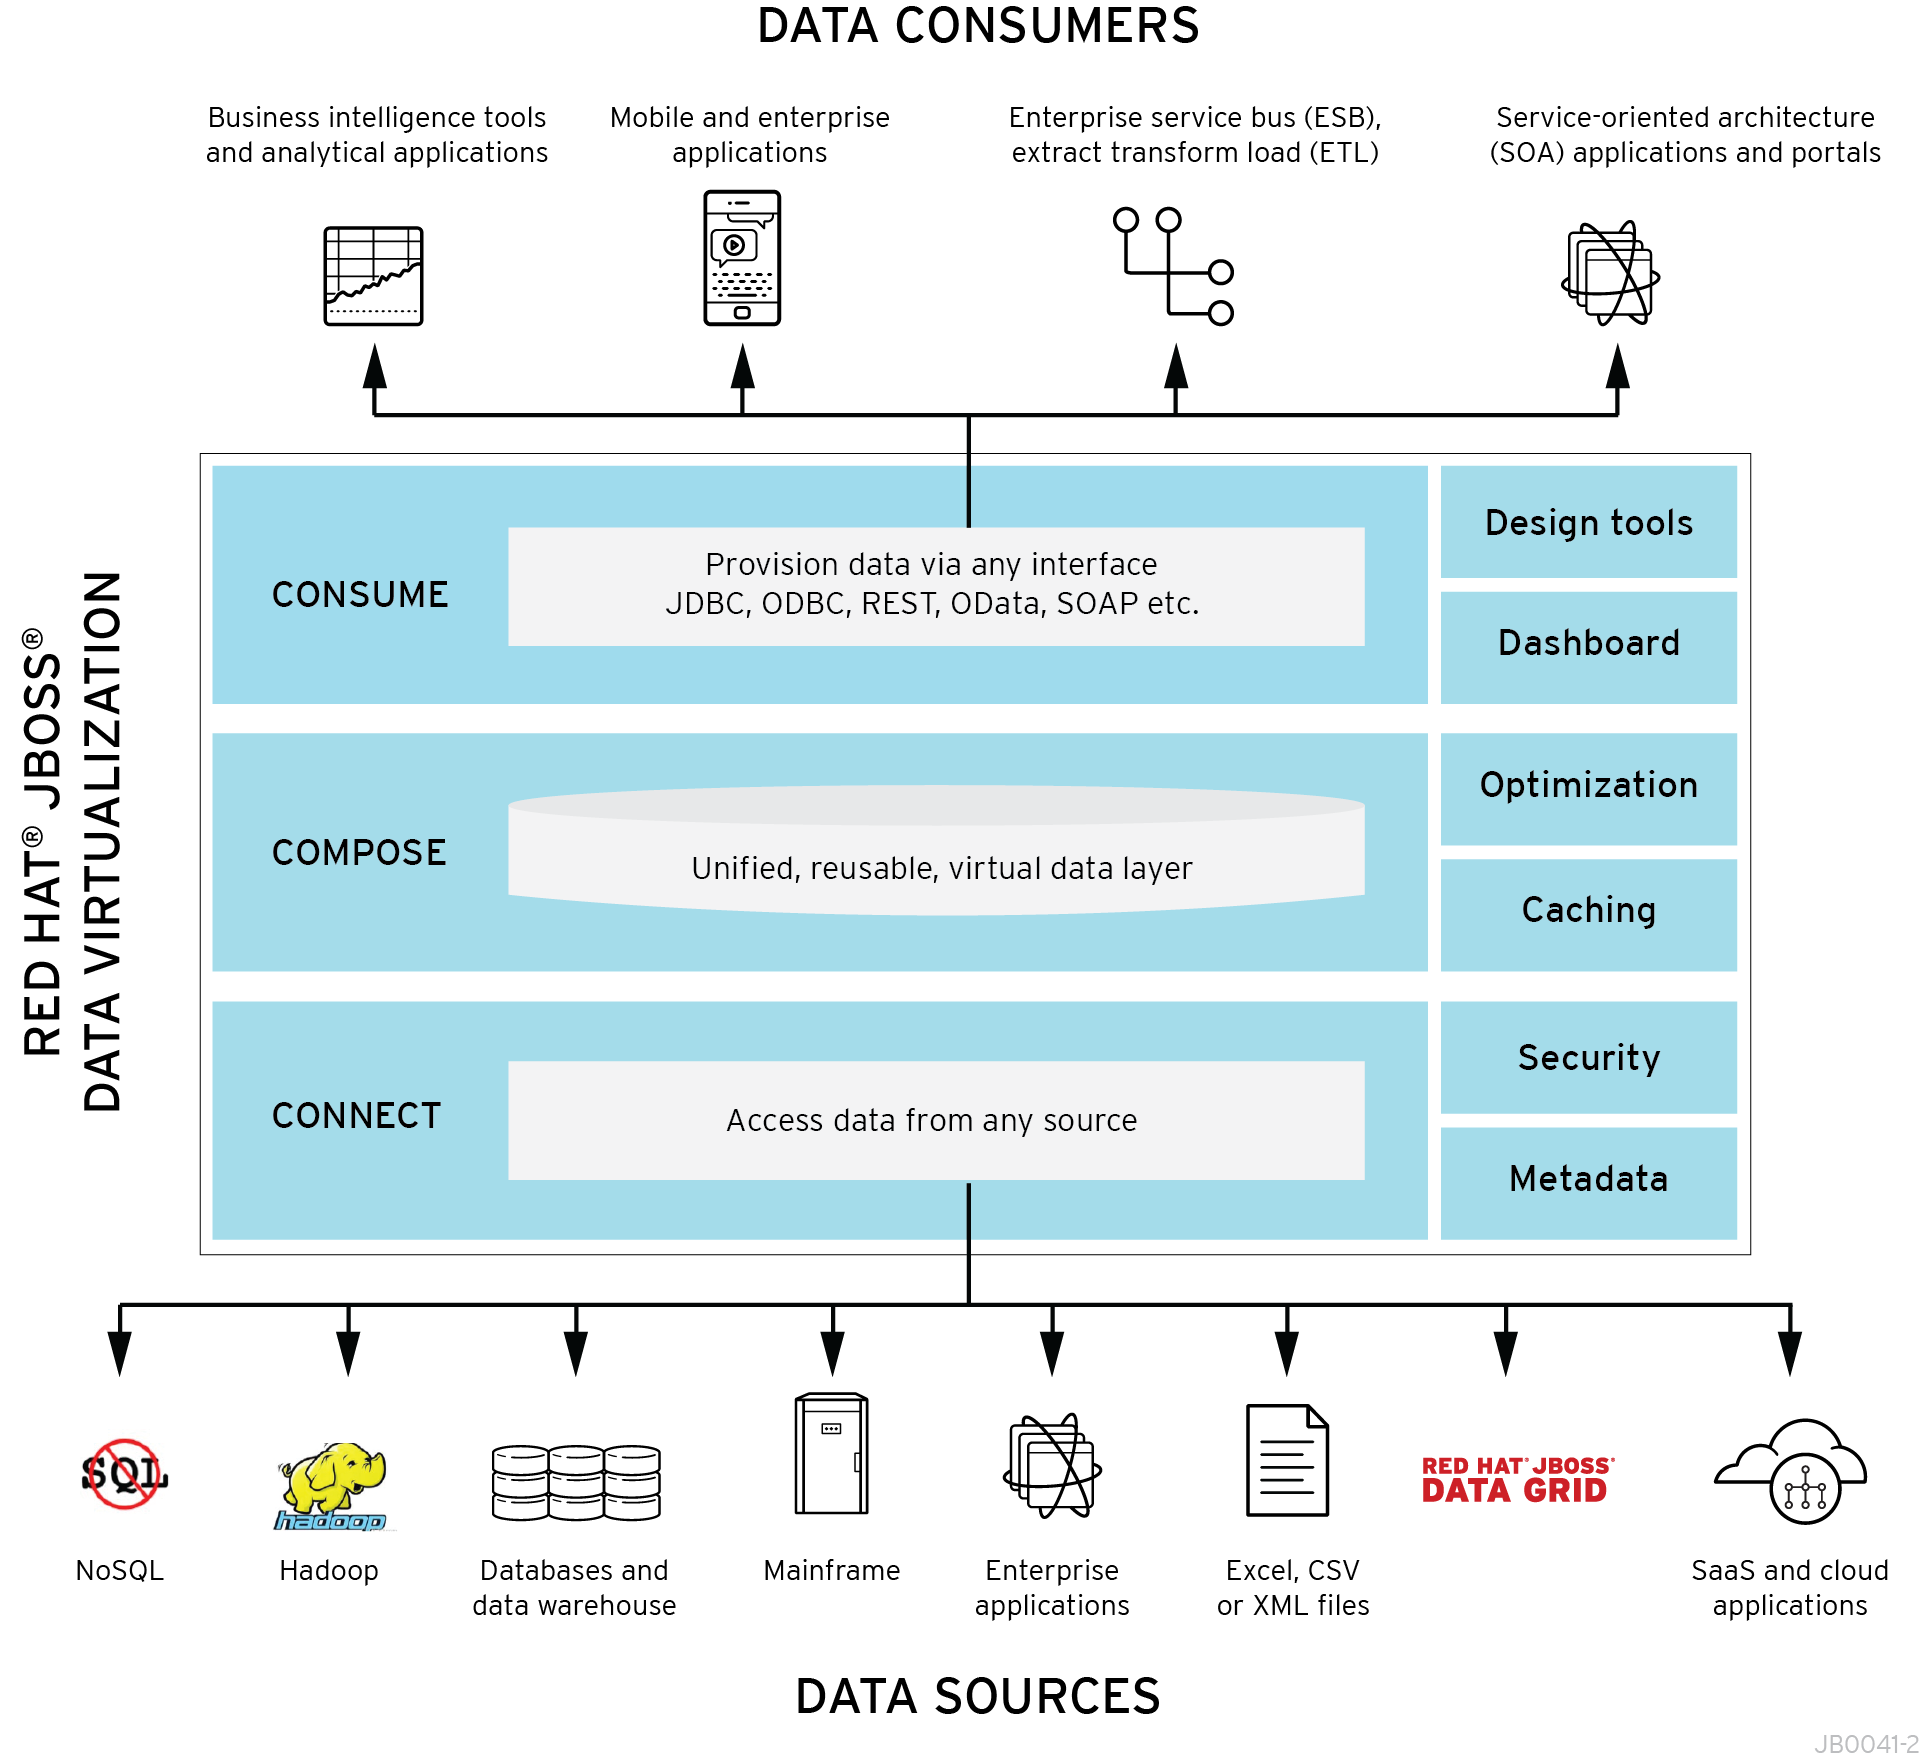 DATA CONSUMERS
Business intelligence tools
and analytical applications
Mobile and enterprise
applications
Enterprise service bus (ESB),
extract transform load (ETL)
Service-oriented architecture
(SOA) applications and portals
RED HAT® JBOSS®
DATA VIRTUALIZATION
CONSUME
Provision data via any interface
JDBC, ODBC, REST, OData, SOAP etc.
Design tools
Dashboard
COMPOSE
Unified, reusable, virtual data layer
Optimization
Caching
CONNECT
Access data from any source
Security
Metadata
SQL
hadoop
RED HAT® JBOSS®
DATA GRID
NoSQL
Hadoop
Databases and
data warehouse
Mainframe
Enterprise
applications
Excel, CSV
or XML files
SaaS and cloud
applications
DATA SOURCES
JB0041-2